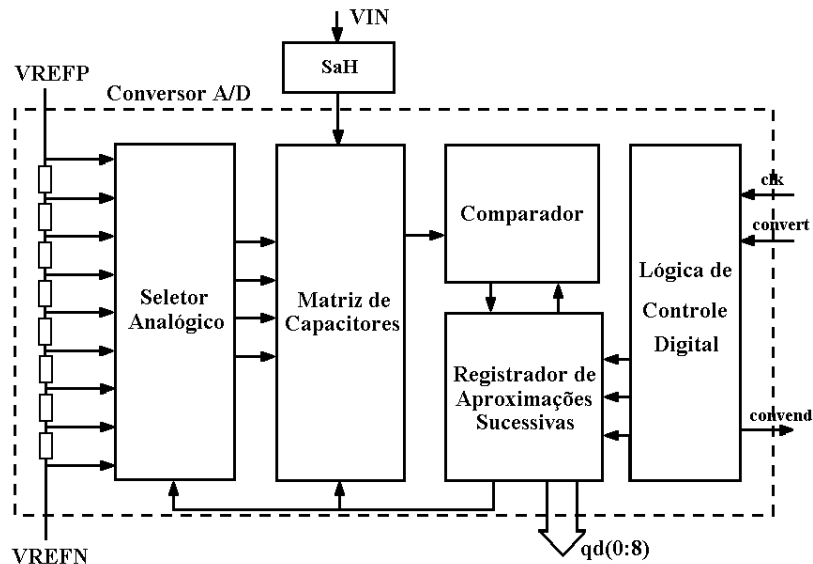 VIN
SaH
VREFP
Conversor A/D
clk
convert
Comparador
Lógica de
Controle
Digital
Seletor
Analógico
Matriz de
Capacitores
Registrador de
Aproximações
Sucessivas
convend
VREFN
qd(0:8)